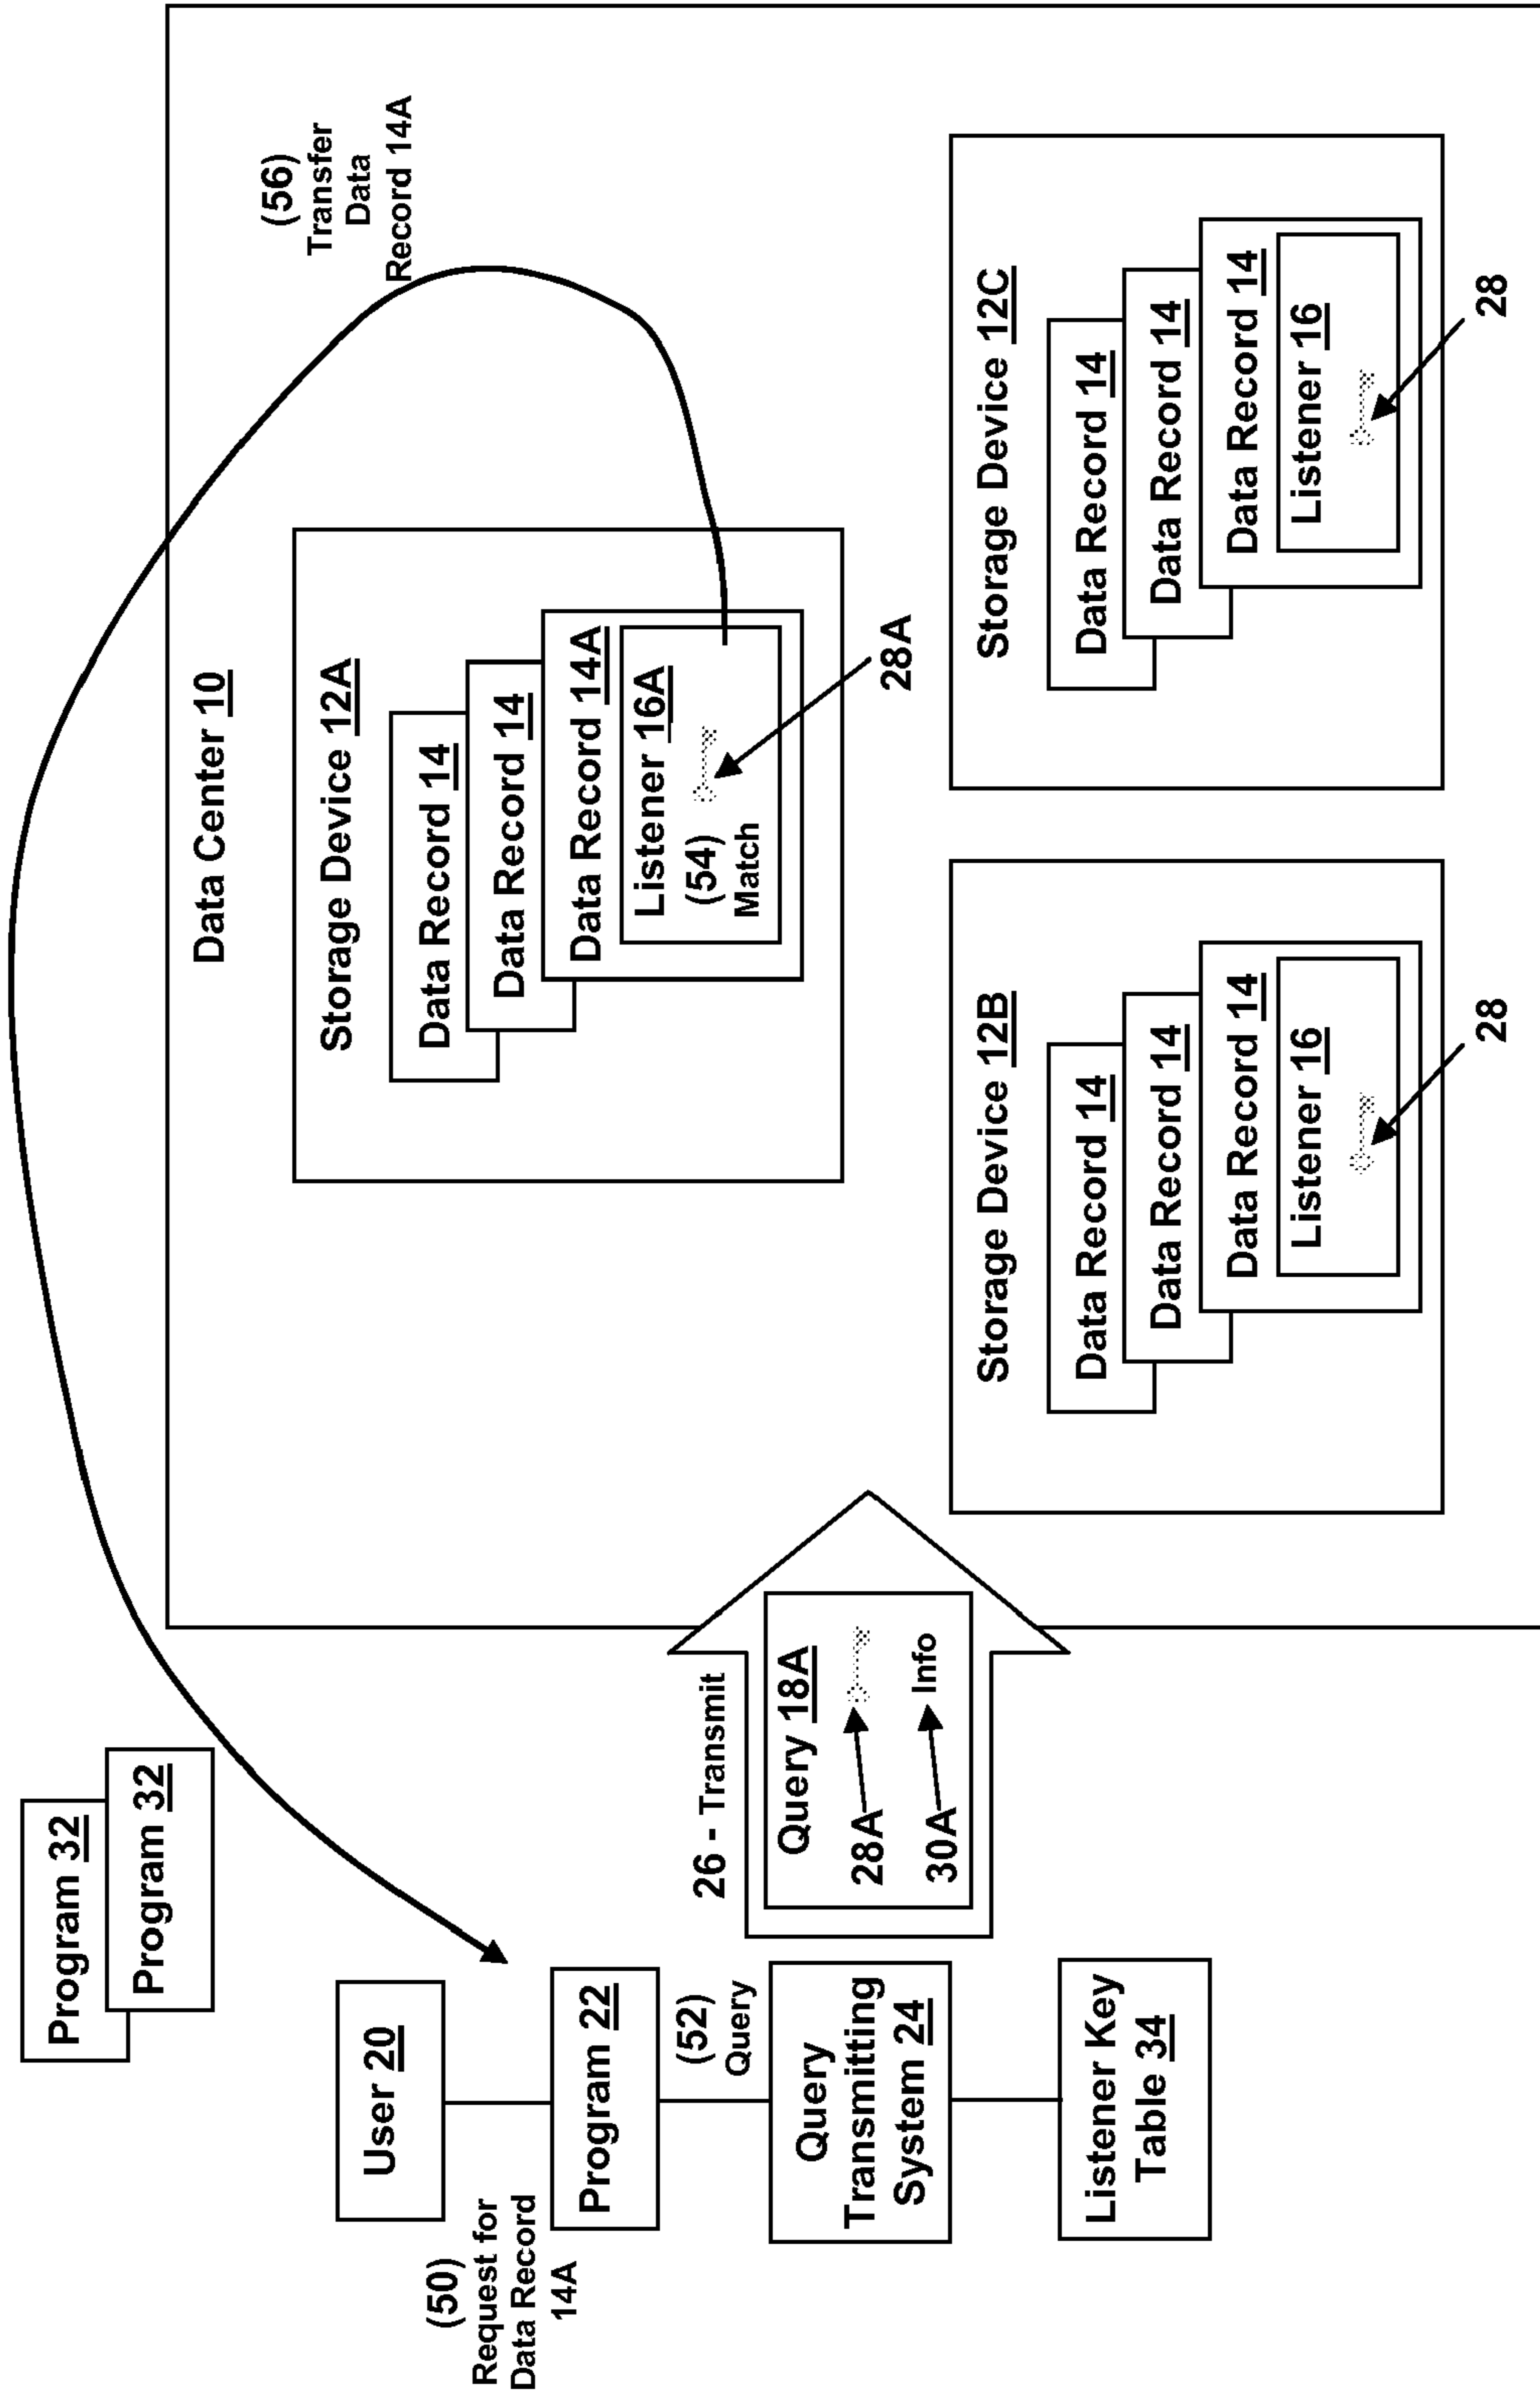 Program 32
Program 32
User 20
(50)
Request for
Data Record
14A
Program 22
(52)
Query
Query
Transmitting
System 24
Listener Key
Table 34
26 - Transmit
Query 18A
28A
30A
Info
Data Center 10
Storage Device 12A
Data Record 14
Data Record 14
Data Record 14A
Listener 16A
(54)
Match
28A
(56)
Transfer
Data
Record 14A
Storage Device 12B
Data Record 14
Data Record 14
Data Record 14
Listener 16
28
Storage Device 12C
Data Record 14
Data Record 14
Data Record 14
Listener 16
28